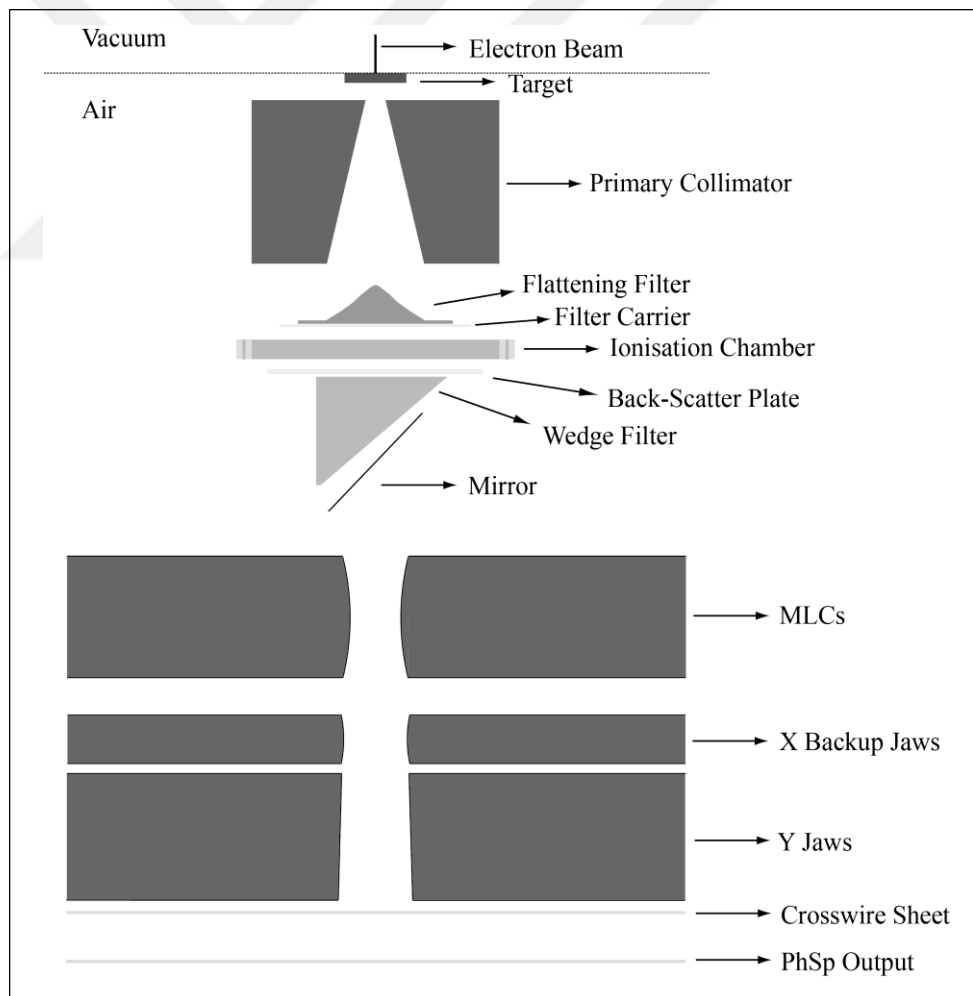 Vacuum
Electron Beam
Target
Air
Primary Collimator
Flattening Filter
Filter Carrier
Ionisation Chamber
Back-Scatter Plate
Wedge Filter
Mirror
MLCs
X Backup Jaws
Y Jaws
Crosswire Sheet
PhSp Output